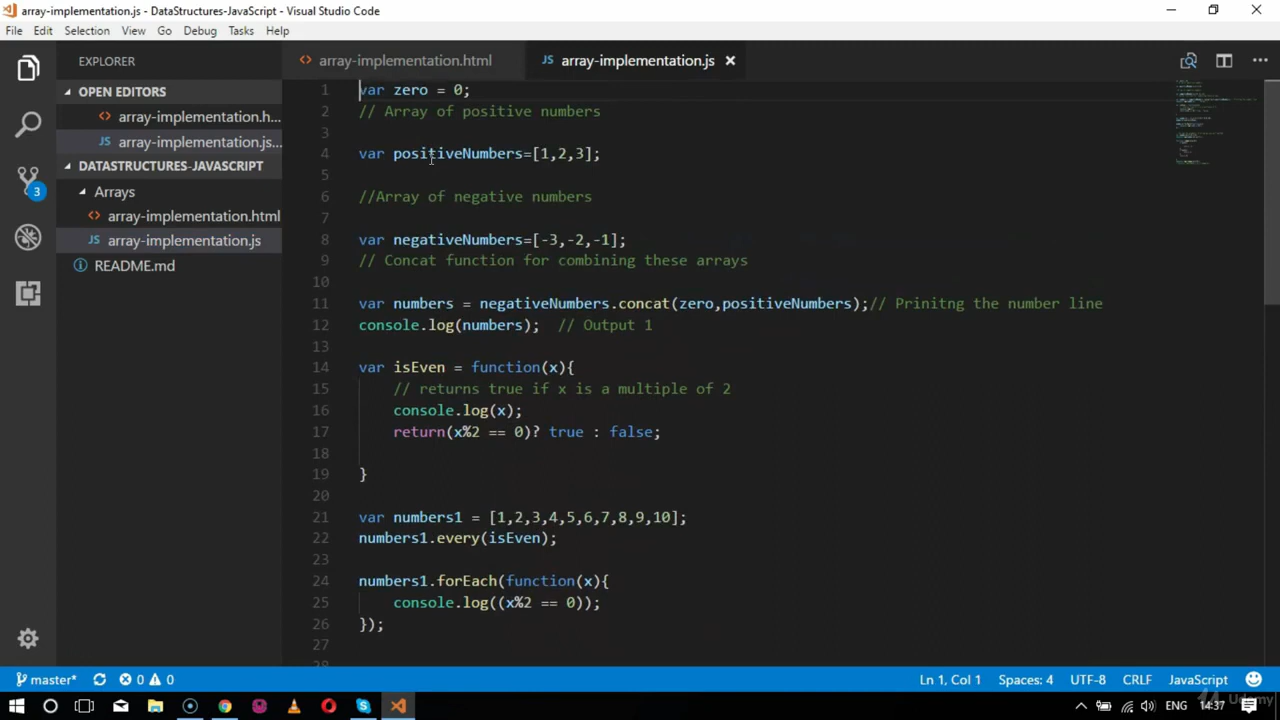 array-implementation.js - DataStructures-JavaScript - Visual Studio Code
File Edit Selection View Go Debug Tasks Help
EXPLORER
OPEN EDITORS
array-implementation.h...
JS array-implementation.js...
DATASTRUCTURES-JAVASCRIPT
Arrays
array-implementation.html
JS array-implementation.js
README.md
3
array-implementation.html
JS array-implementation.js
1 var zero = 0;
2 // Array of positive numbers
3
4 var positiveNumbers=[1,2,3];
5
6 //Array of negative numbers
7
8 var negativeNumbers=[-3,-2,-1];
9 // Concat function for combining these arrays
10
11 var numbers = negativeNumbers.concat(zero,positiveNumbers);// Prinitng the number line
12 console.log(numbers);  // Output 1
13
14 var isEven = function(x){
15 // returns true if x is a multiple of 2
16 console.log(x);
17 return(x%2 == 0)? true : false;
18
19 }
20
21 var numbers1 = [1,2,3,4,5,6,7,8,9,10];
22 numbers1.every(isEven);
23
24 numbers1.forEach(function(x){
25 console.log((x%2 == 0));
26 });
27
28
master* 0 0 Ln 1, Col 1 Spaces: 4 UTF-8 CRLF JavaScript
ENG 14:37
Udemy